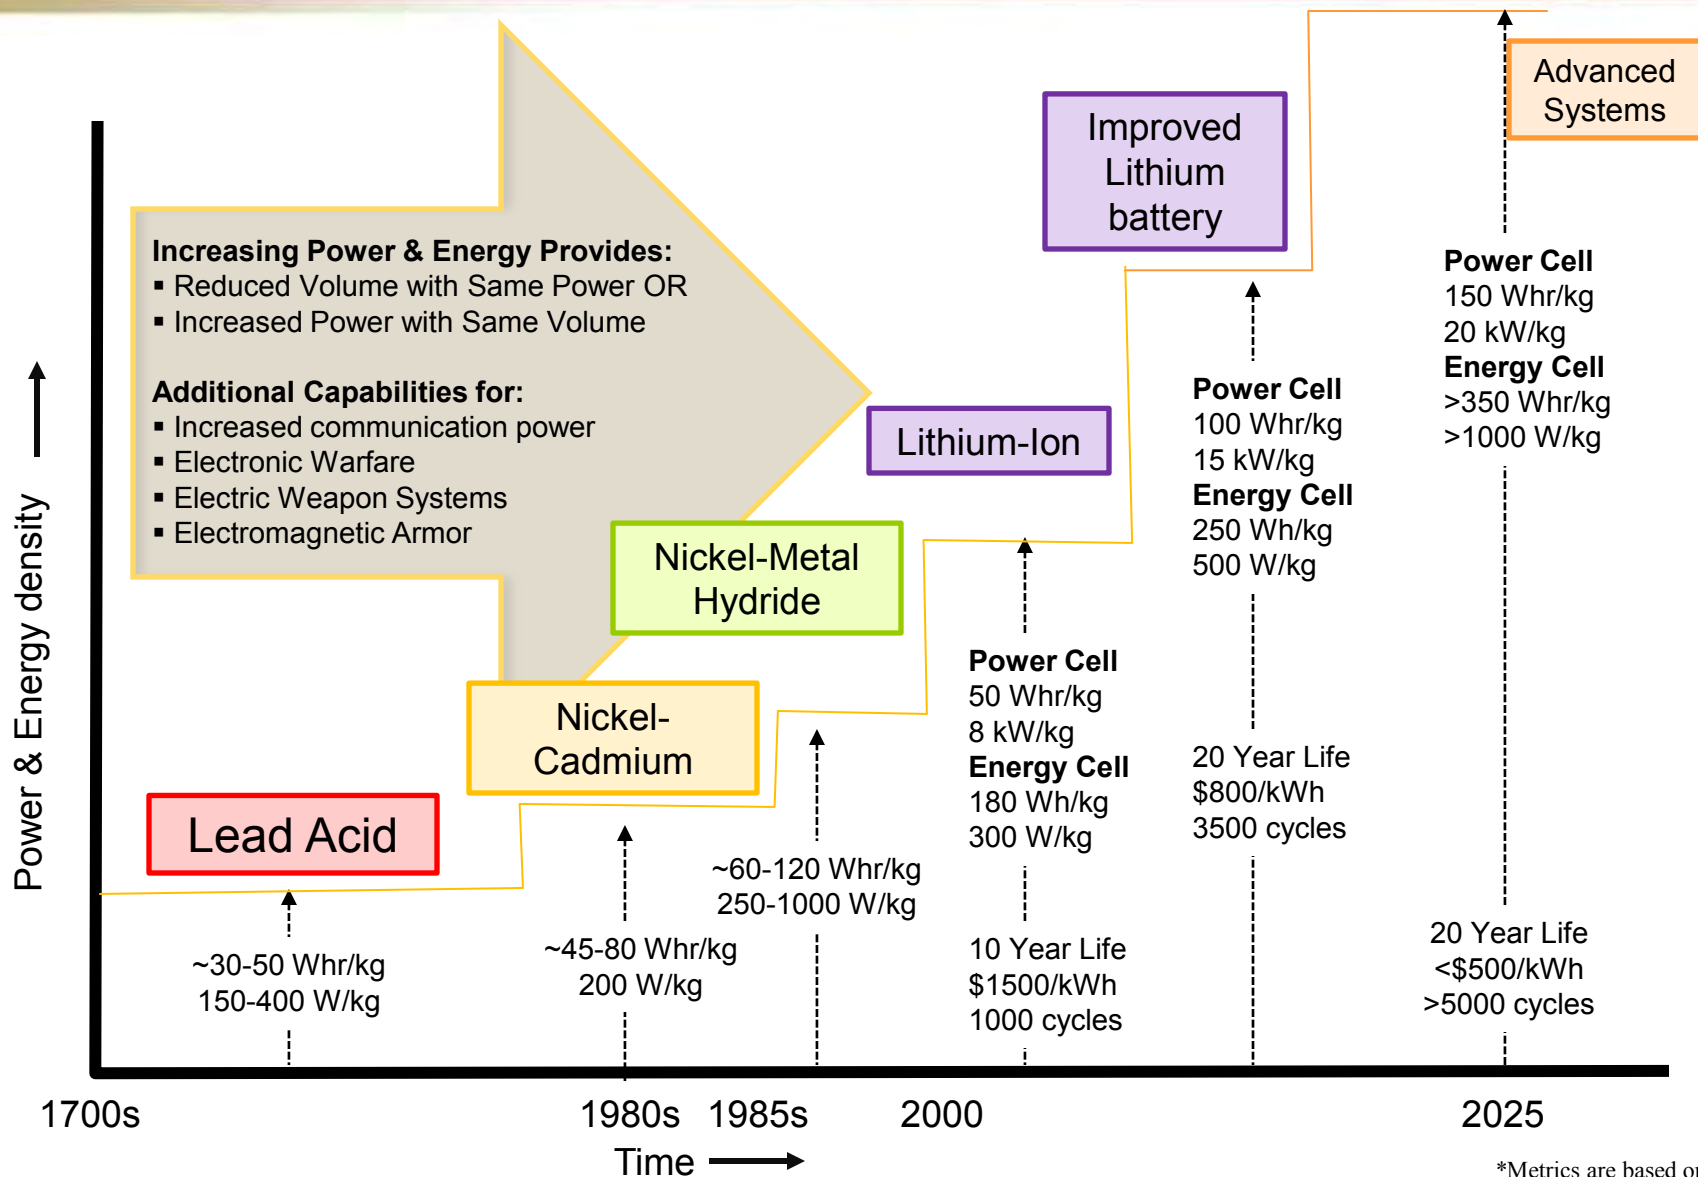 Advanced
Systems
Improved
Lithium
battery
Increasing Power & Energy Provides:
▪ Reduced Volume with Same Power OR
▪ Increased Power with Same Volume
Additional Capabilities for:
▪ Increased communication power
▪ Electronic Warfare
▪ Electric Weapon Systems
▪ Electromagnetic Armor
Power Cell
150 Whr/kg
20 kW/kg
Energy Cell
>350 Whr/kg
>1000 W/kg
Power Cell
100 Whr/kg
15 kW/kg
Energy Cell
250 Wh/kg
500 W/kg
Lithium-Ion
Nickel-Metal
Hydride
Nickel-
Cadmium
Lead Acid
Power & Energy density
Power Cell
50 Whr/kg
8 kW/kg
Energy Cell
180 Wh/kg
300 W/kg
20 Year Life
$800/kWh
3500 cycles
~60-120 Whr/kg
250-1000 W/kg
~30-50 Whr/kg
150-400 W/kg
~45-80 Whr/kg
200 W/kg
10 Year Life
$1500/kWh
1000 cycles
20 Year Life
<$500/kWh
>5000 cycles
1700s
1980s
1985s
2000
2025
Time
*Metrics are based on